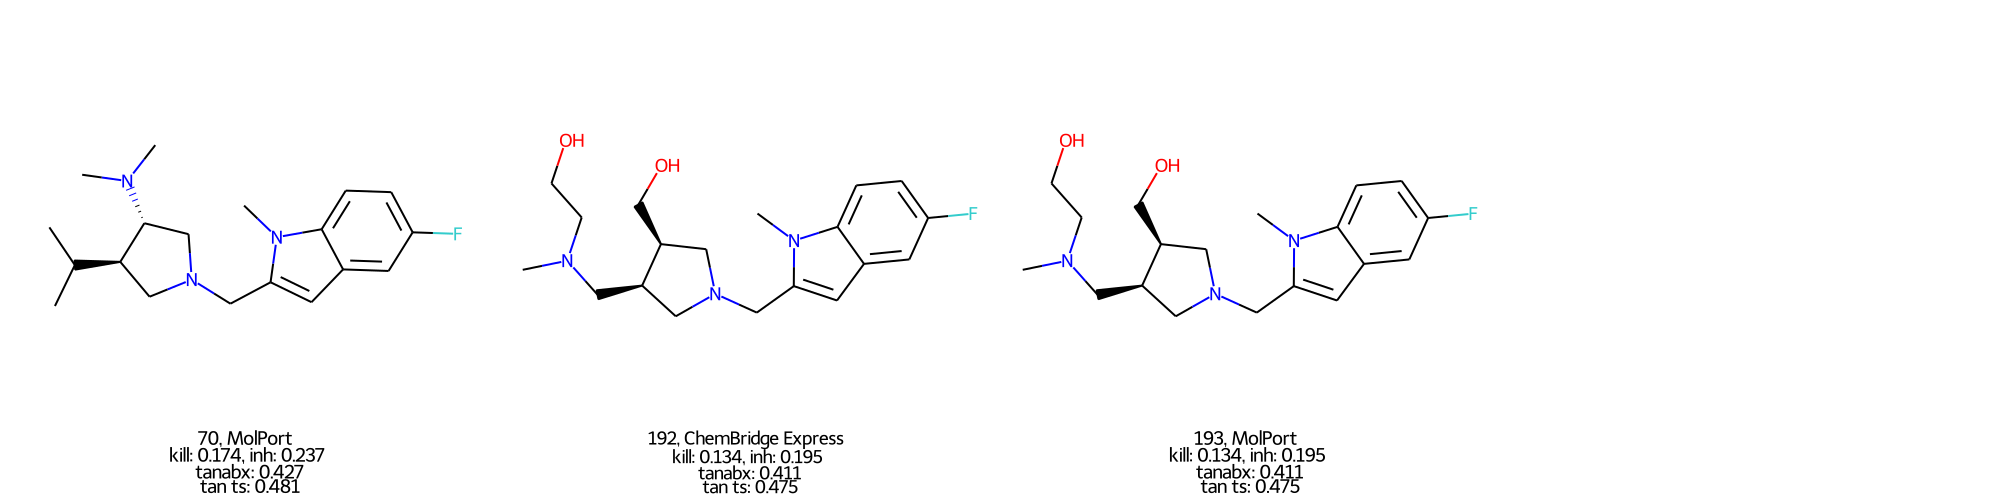 OH
OH
OH
OH
N
N
N
F
N
N
N
F
N
N
N
F
70, MolPort
kill: 0.174, inh: 0.237
tanabx: 0.427
tan ts: 0.481
192, ChemBridge Express
kill: 0.134, inh: 0.195
tanabx: 0.411
tan ts: 0.475
193, MolPort
kill: 0.134, inh: 0.195
tanabx: 0.411
tan ts: 0.475